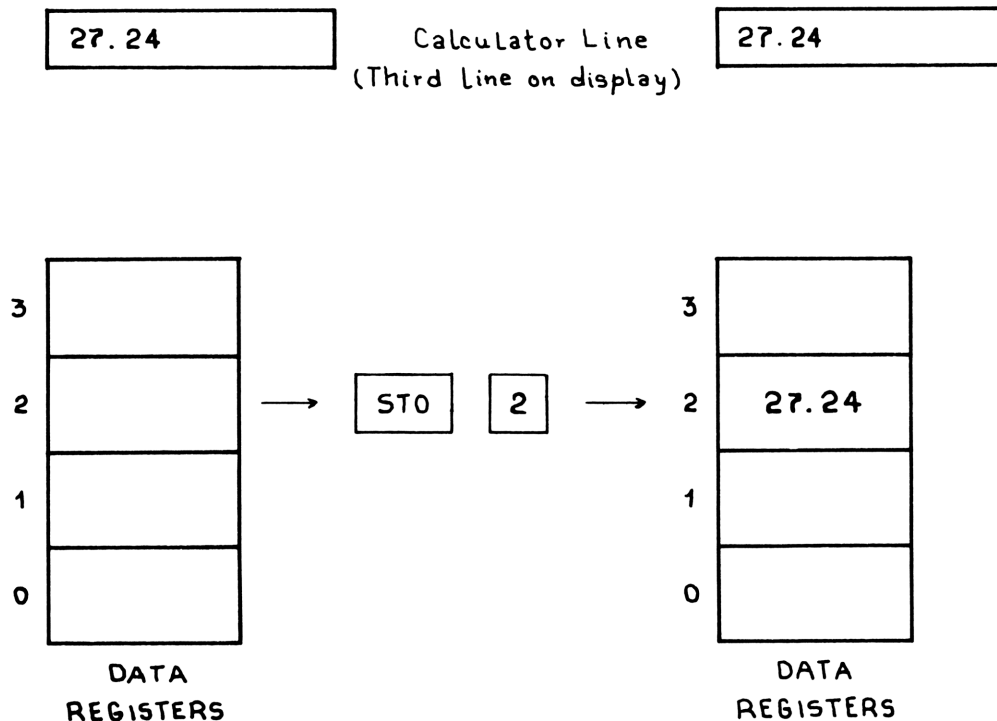 27.24
Calculator Line
(Third Line on display)
27.24
3
2
1
0
DATA
REGISTERS
STO 2
3
2 27.24
1
0
DATA
REGISTERS